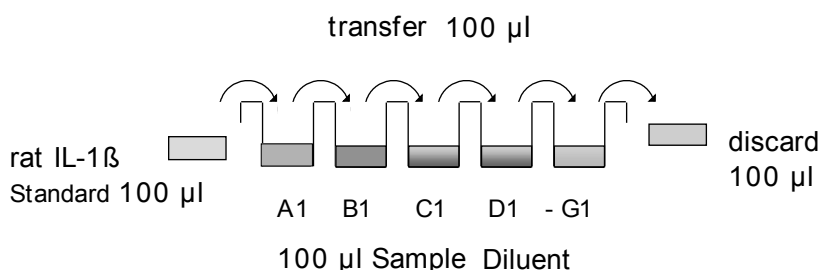 transfer 100 µl
rat IL-1ß
Standard 100 µl
discard
100 µl
A1 B1 C1 D1 - G1
100 µl Sample Diluent